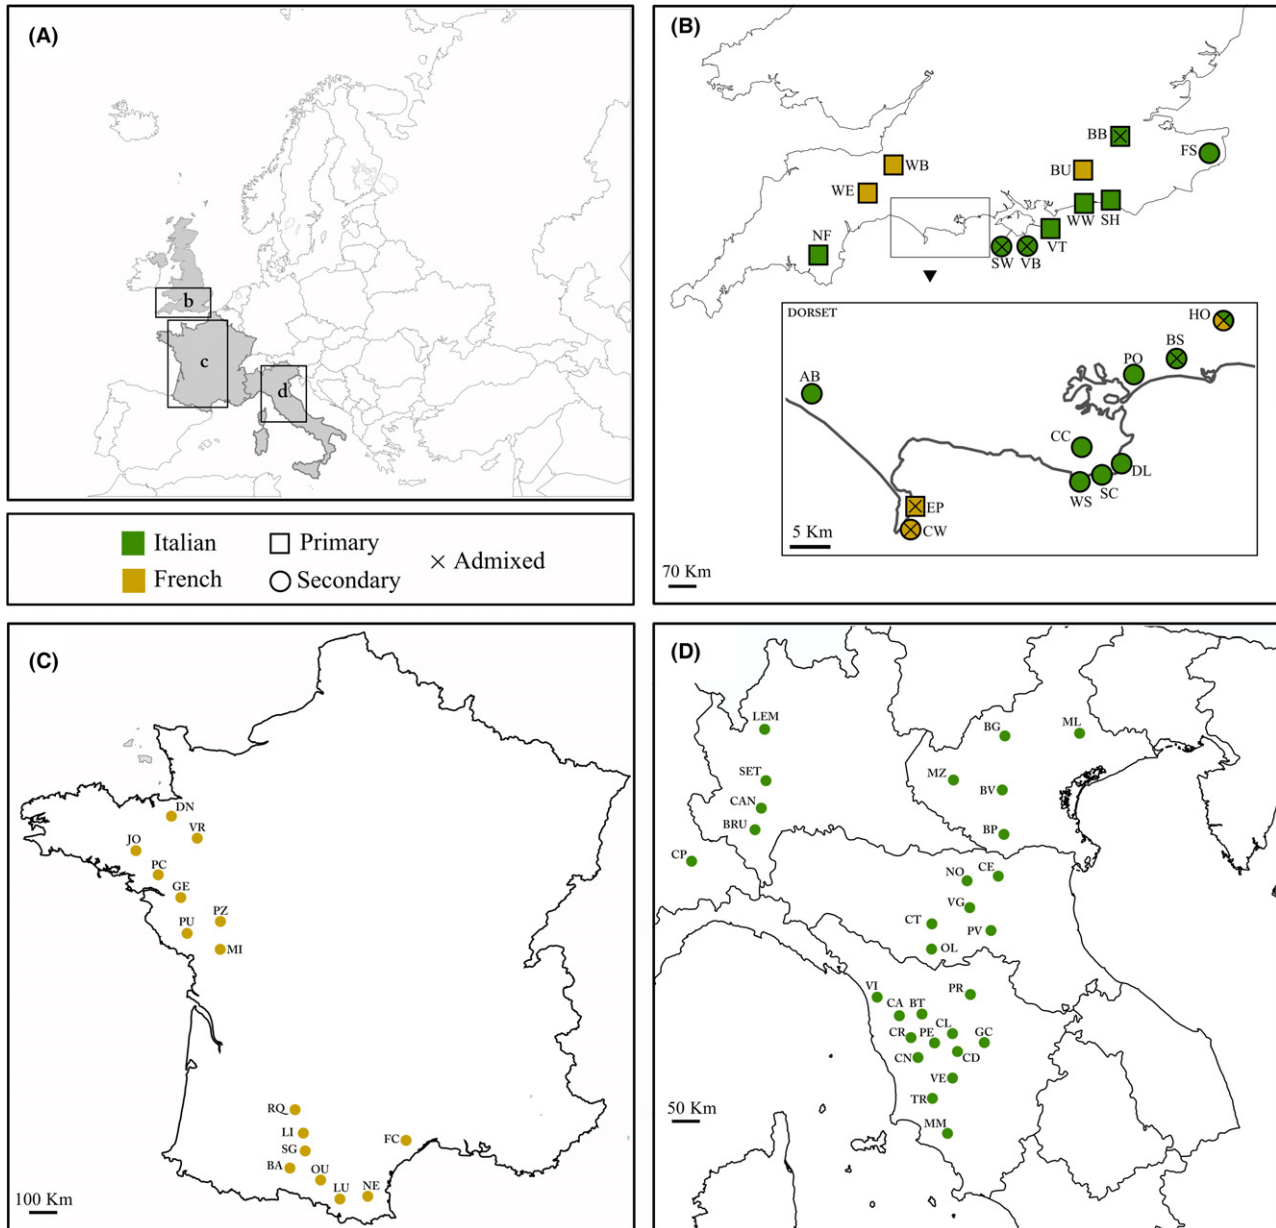 (A)
b
c
d
Italian
French
Primary
Secondary
Admixed
(B)
BB
FS
WB
BU
WE
WW
SH
NF
VT
SW
VB
DORSET
HO
BS
PO
AB
CC
DL
SC
WS
EP
CW
5 Km
70 Km
(C)
DN
VR
JO
PC
GE
PZ
PU
MI
RQ
LI
FC
SG
BA
OU
LU
NE
100 Km
(D)
LEM
BG
ML
SET
MZ
BV
CAN
BRU
BP
CP
CE
NO
VG
CT
PV
OL
VI
PR
CA
BT
CL
CR
PE
GC
CN
CD
VE
TR
MM
50 Km